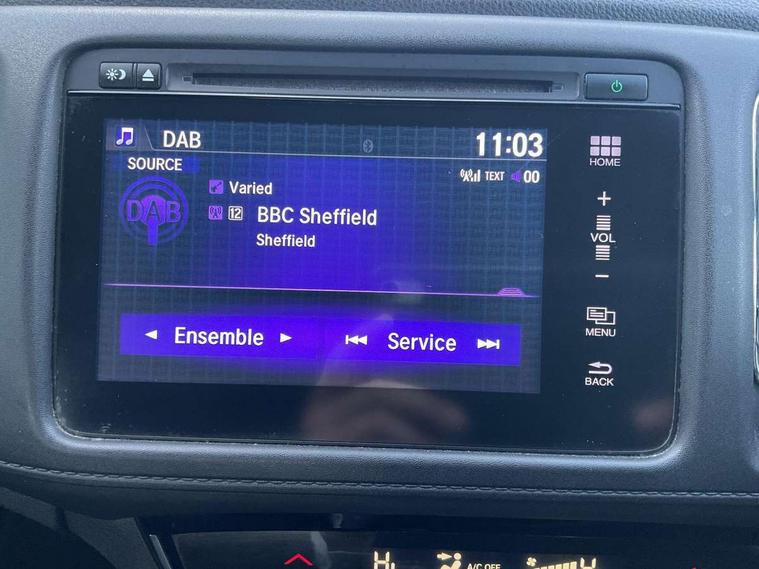 DAB 11:03
SOURCE
TEXT 00
Varied
DAB
12 BBC Sheffield
Sheffield
Ensemble Service
HOME
+
VOL
−
MENU
BACK
Hi A/C OFF